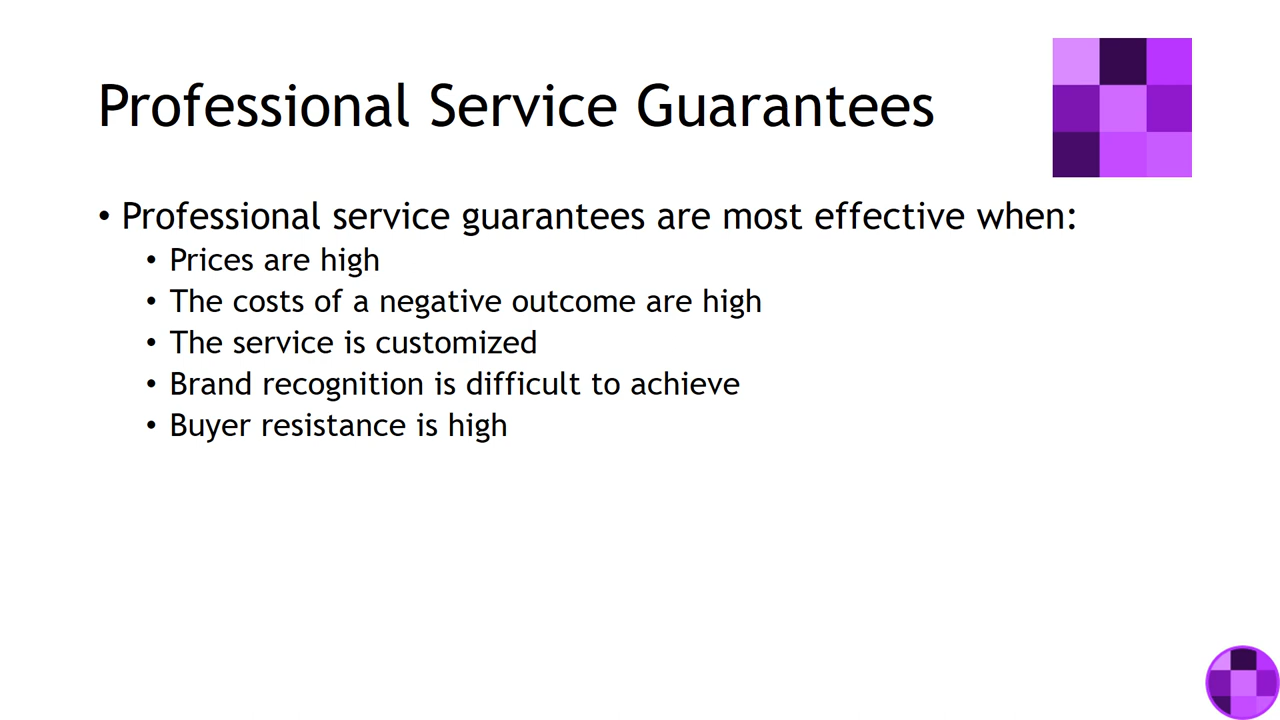 Professional Service Guarantees
• Professional service guarantees are most effective when:
• Prices are high
• The costs of a negative outcome are high
• The service is customized
• Brand recognition is difficult to achieve
• Buyer resistance is high